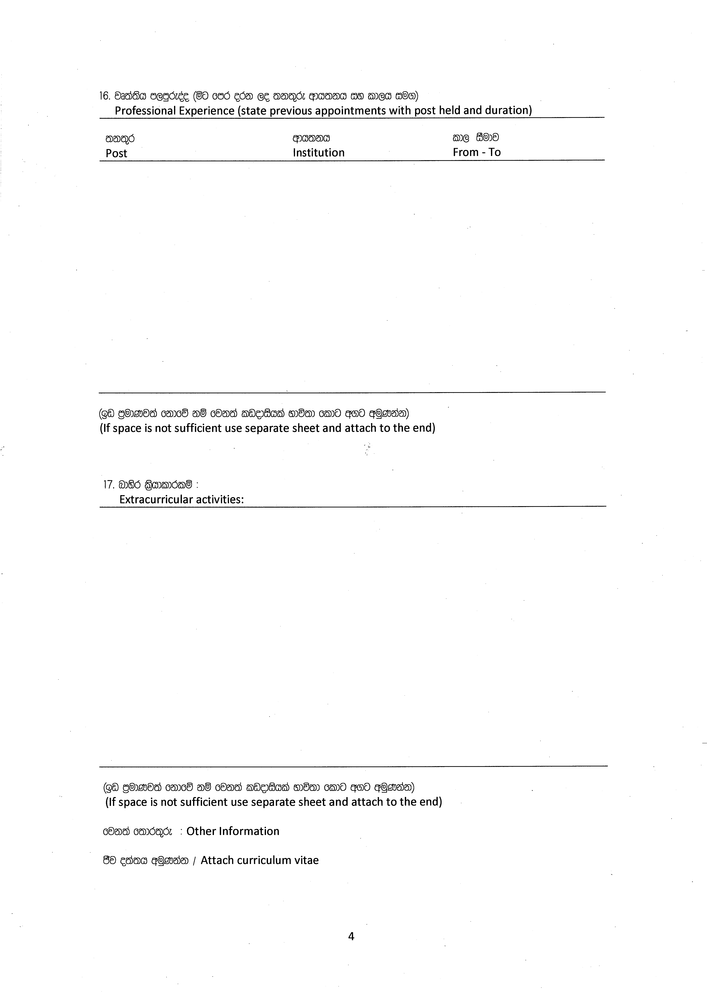 16. වෘත්තිය පලපුරුද්ද (මීට පෙර දරන ලද තනතුරු ආයතනය සහ කාලය සමග)
Professional Experience (state previous appointments with post held and duration)
තනතුර ආයතනය කාල සීමාව
Post Institution From - To
(ඉඩ ප්‍රමාණවත් නොවේ නම් වෙනත් කඩදාසියක් භාවිතා කොට අගට අමුණන්න)
(If space is not sufficient use separate sheet and attach to the end)
17. බාහිර ක්‍රියාකාරකම් :
Extracurricular activities:
(ඉඩ ප්‍රමාණවත් නොවේ නම් වෙනත් කඩදාසියක් භාවිතා කොට අගට අමුණන්න)
(If space is not sufficient use separate sheet and attach to the end)
වෙනත් තොරතුරු : Other Information
ජීව දත්තය අමුණන්න / Attach curriculum vitae
4